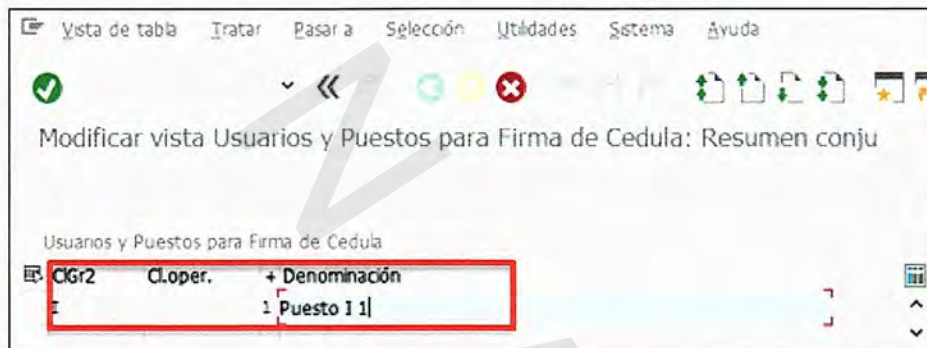 Vista de tabla Tratar Pasar a Selección Utilidades Sistema Ayuda
Modificar vista Usuarios y Puestos para Firma de Cedula: Resumen conju
Usuarios y Puestos para Firma de Cedula
ClGr2 Cl.oper. + Denominación
1 Puesto I 1